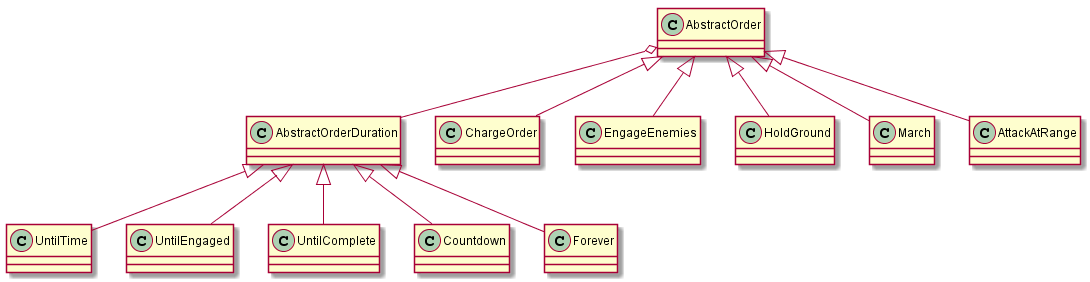 C AbstractOrder
C AbstractOrderDuration
C ChargeOrder
C EngageEnemies
C HoldGround
C March
C AttackAtRange
C UntilTime
C UntilEngaged
C UntilComplete
C Countdown
C Forever